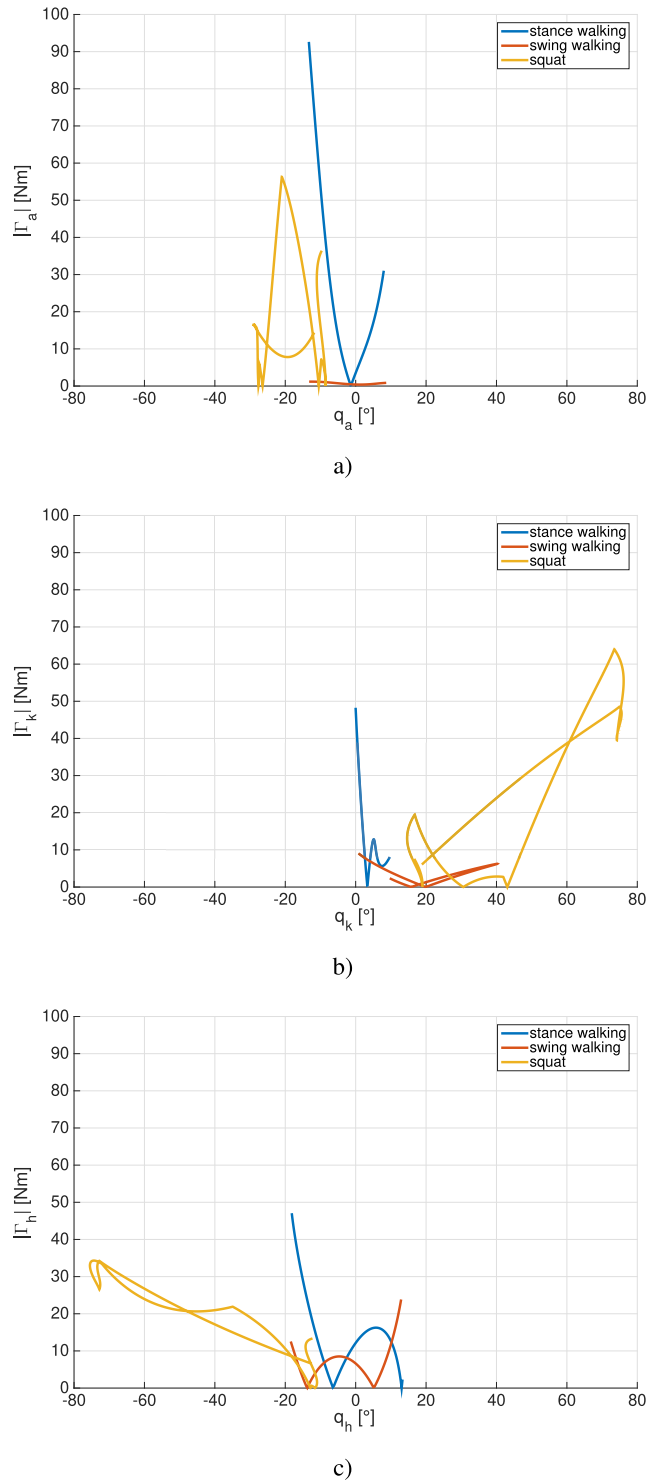 stance walking
swing walking
squat
100
90
80
70
60
50
40
30
20
10
0
|Γa| [Nm]
-80 -60 -40 -20 0 20 40 60 80
qa [°]
a)
stance walking
swing walking
squat
100
90
80
70
60
50
40
30
20
10
0
|Γk| [Nm]
-80 -60 -40 -20 0 20 40 60 80
qk [°]
b)
stance walking
swing walking
squat
100
90
80
70
60
50
40
30
20
10
0
|Γh| [Nm]
-80 -60 -40 -20 0 20 40 60 80
qh [°]
c)